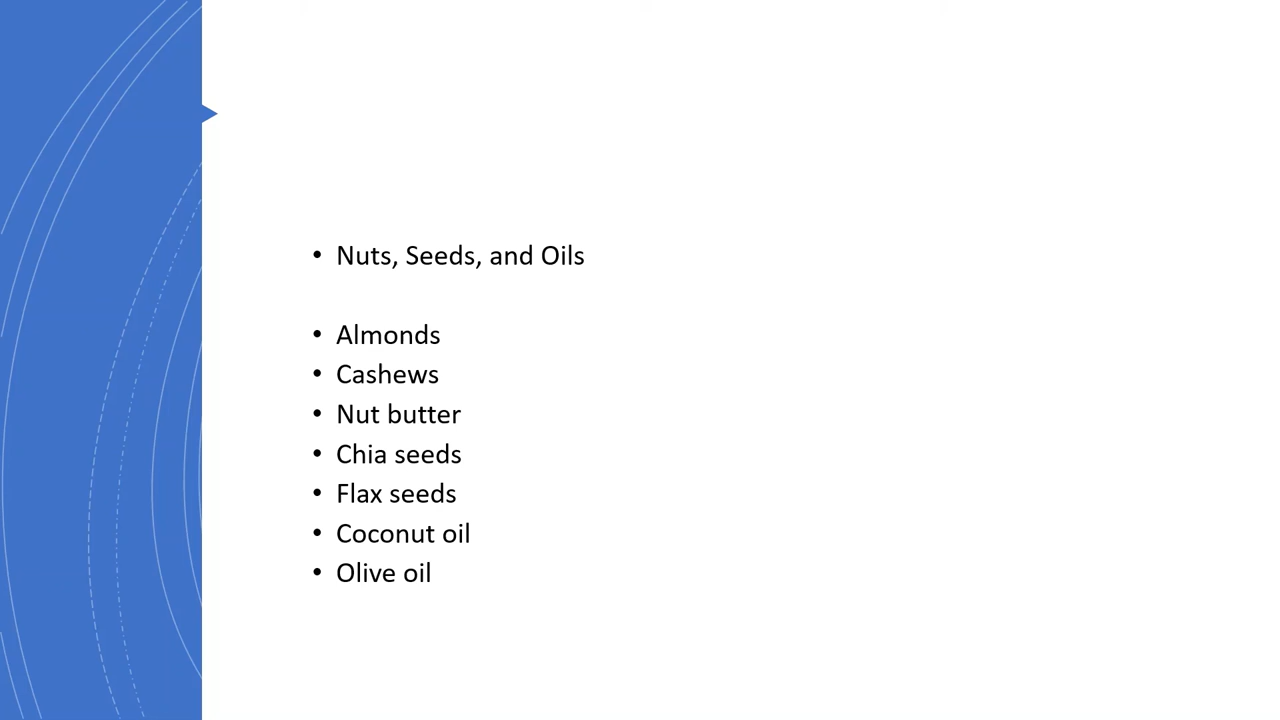 • Nuts, Seeds, and Oils
• Almonds
• Cashews
• Nut butter
• Chia seeds
• Flax seeds
• Coconut oil
• Olive oil